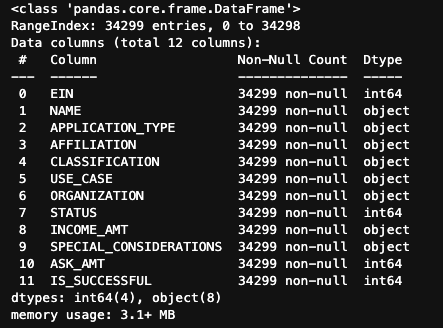 <class 'pandas.core.frame.DataFrame'>
RangeIndex: 34299 entries, 0 to 34298
Data columns (total 12 columns):
 #   Column                  Non-Null Count  Dtype
---  ------                  --------------  -----
 0   EIN                     34299 non-null  int64
 1   NAME                    34299 non-null  object
 2   APPLICATION_TYPE        34299 non-null  object
 3   AFFILIATION             34299 non-null  object
 4   CLASSIFICATION          34299 non-null  object
 5   USE_CASE                34299 non-null  object
 6   ORGANIZATION            34299 non-null  object
 7   STATUS                  34299 non-null  int64
 8   INCOME_AMT              34299 non-null  object
 9   SPECIAL_CONSIDERATIONS  34299 non-null  object
 10  ASK_AMT                 34299 non-null  int64
 11  IS_SUCCESSFUL           34299 non-null  int64
dtypes: int64(4), object(8)
memory usage: 3.1+ MB